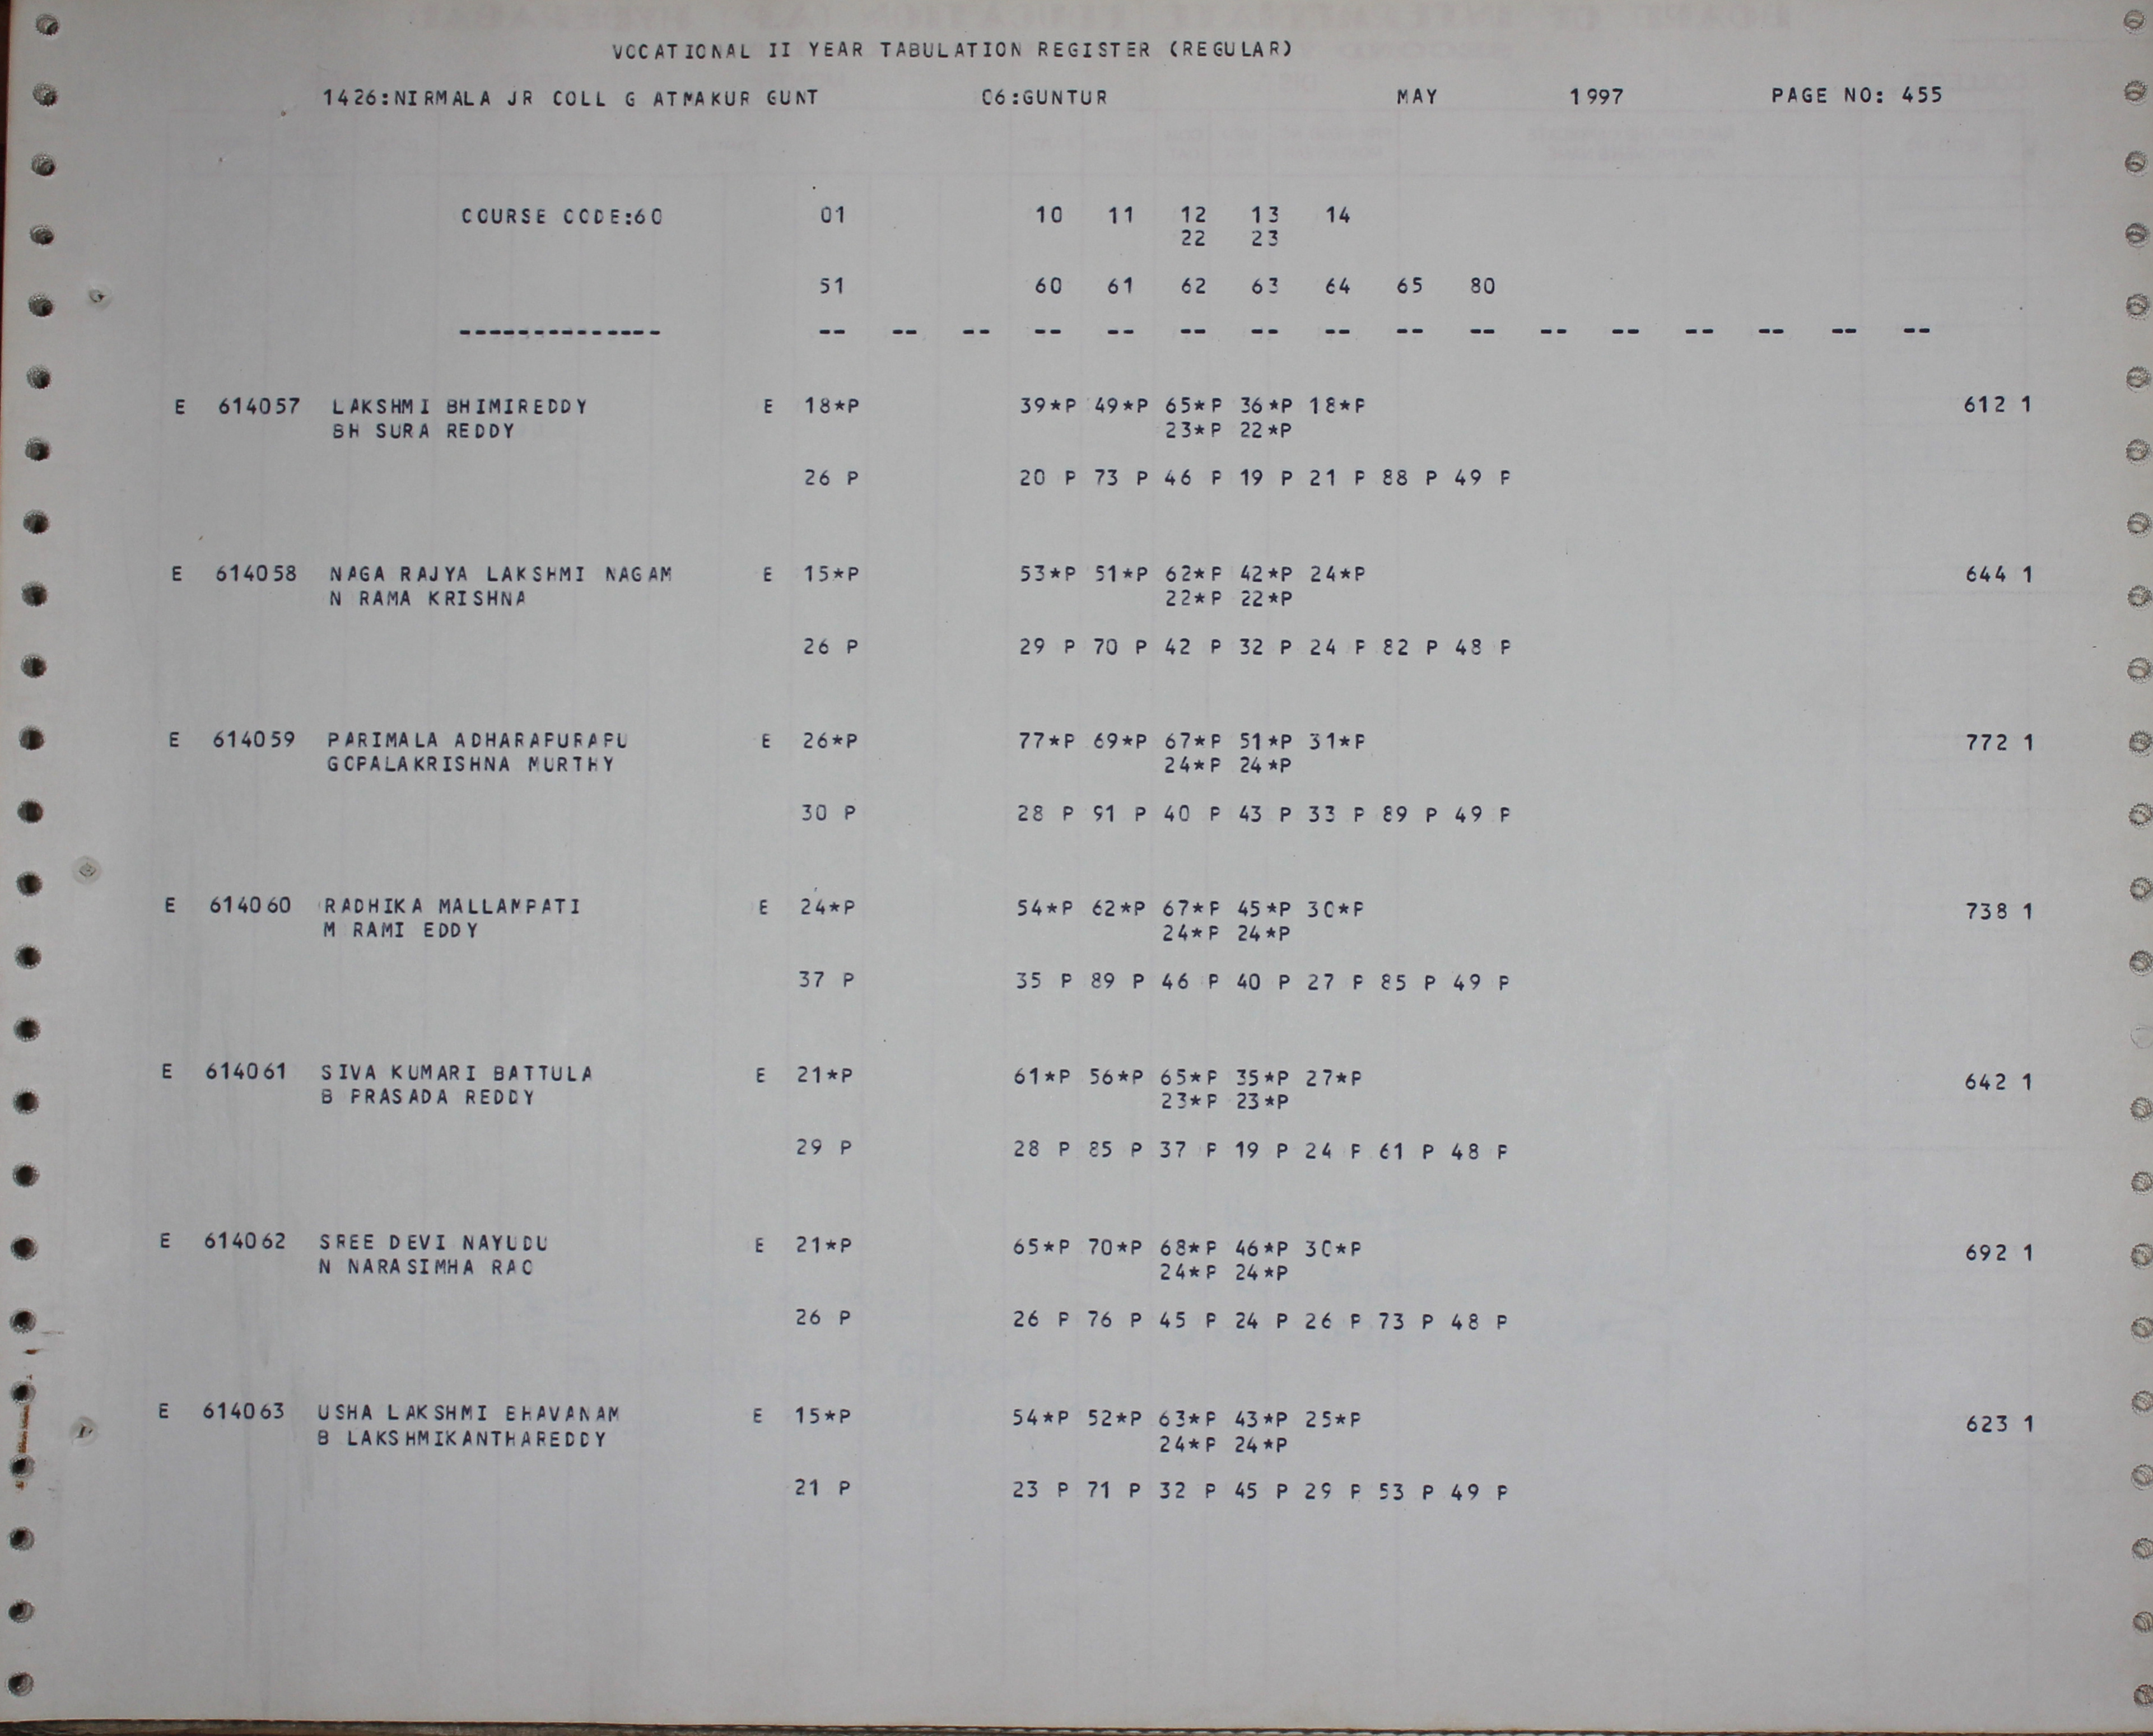 VOCATIONAL II YEAR TABULATION REGISTER (REGULAR)
1426:NIRMALA JR COLL G ATMAKUR GUNT 06:GUNTUR MAY 1997 PAGE NO: 455
COURSE CODE:60 01 10 11 12 13 14
22 23
51 60 61 62 63 64 65 80
-------------- -- -- -- -- -- -- -- -- -- -- -- -- -- -- -- --
E 614057 LAKSHMI BHIMIREDDY E 18*P 39*P 49*P 65*P 36*P 18*P 612 1
BH SURA REDDY 23*P 22*P
26 P 20 P 73 P 46 P 19 P 21 P 88 P 49 P
E 614058 NAGA RAJYA LAKSHMI NAGAM E 15*P 53*P 51*P 62*P 42*P 24*P 644 1
N RAMA KRISHNA 22*P 22*P
26 P 29 P 70 P 42 P 32 P 24 P 82 P 48 P
E 614059 PARIMALA ADHARAPURAPU E 26*P 77*P 69*P 67*P 51*P 31*P 772 1
GOPALAKRISHNA MURTHY 24*P 24*P
30 P 28 P 91 P 40 P 43 P 33 P 89 P 49 P
E 614060 RADHIKA MALLAMPATI E 24*P 54*P 62*P 67*P 45*P 30*P 738 1
M RAMI EDDY 24*P 24*P
37 P 35 P 89 P 46 P 40 P 27 P 85 P 49 P
E 614061 SIVA KUMARI BATTULA E 21*P 61*P 56*P 65*P 35*P 27*P 642 1
B PRASADA REDDY 23*P 23*P
29 P 28 P 85 P 37 P 19 P 24 P 61 P 48 P
E 614062 SREE DEVI NAYUDU E 21*P 65*P 70*P 68*P 46*P 30*P 692 1
N NARASIMHA RAO 24*P 24*P
26 P 26 P 76 P 45 P 24 P 26 P 73 P 48 P
E 614063 USHA LAKSHMI BHAVANAM E 15*P 54*P 52*P 63*P 43*P 25*P 623 1
B LAKSHMIKANTHAREDDY 24*P 24*P
21 P 23 P 71 P 32 P 45 P 29 P 53 P 49 P